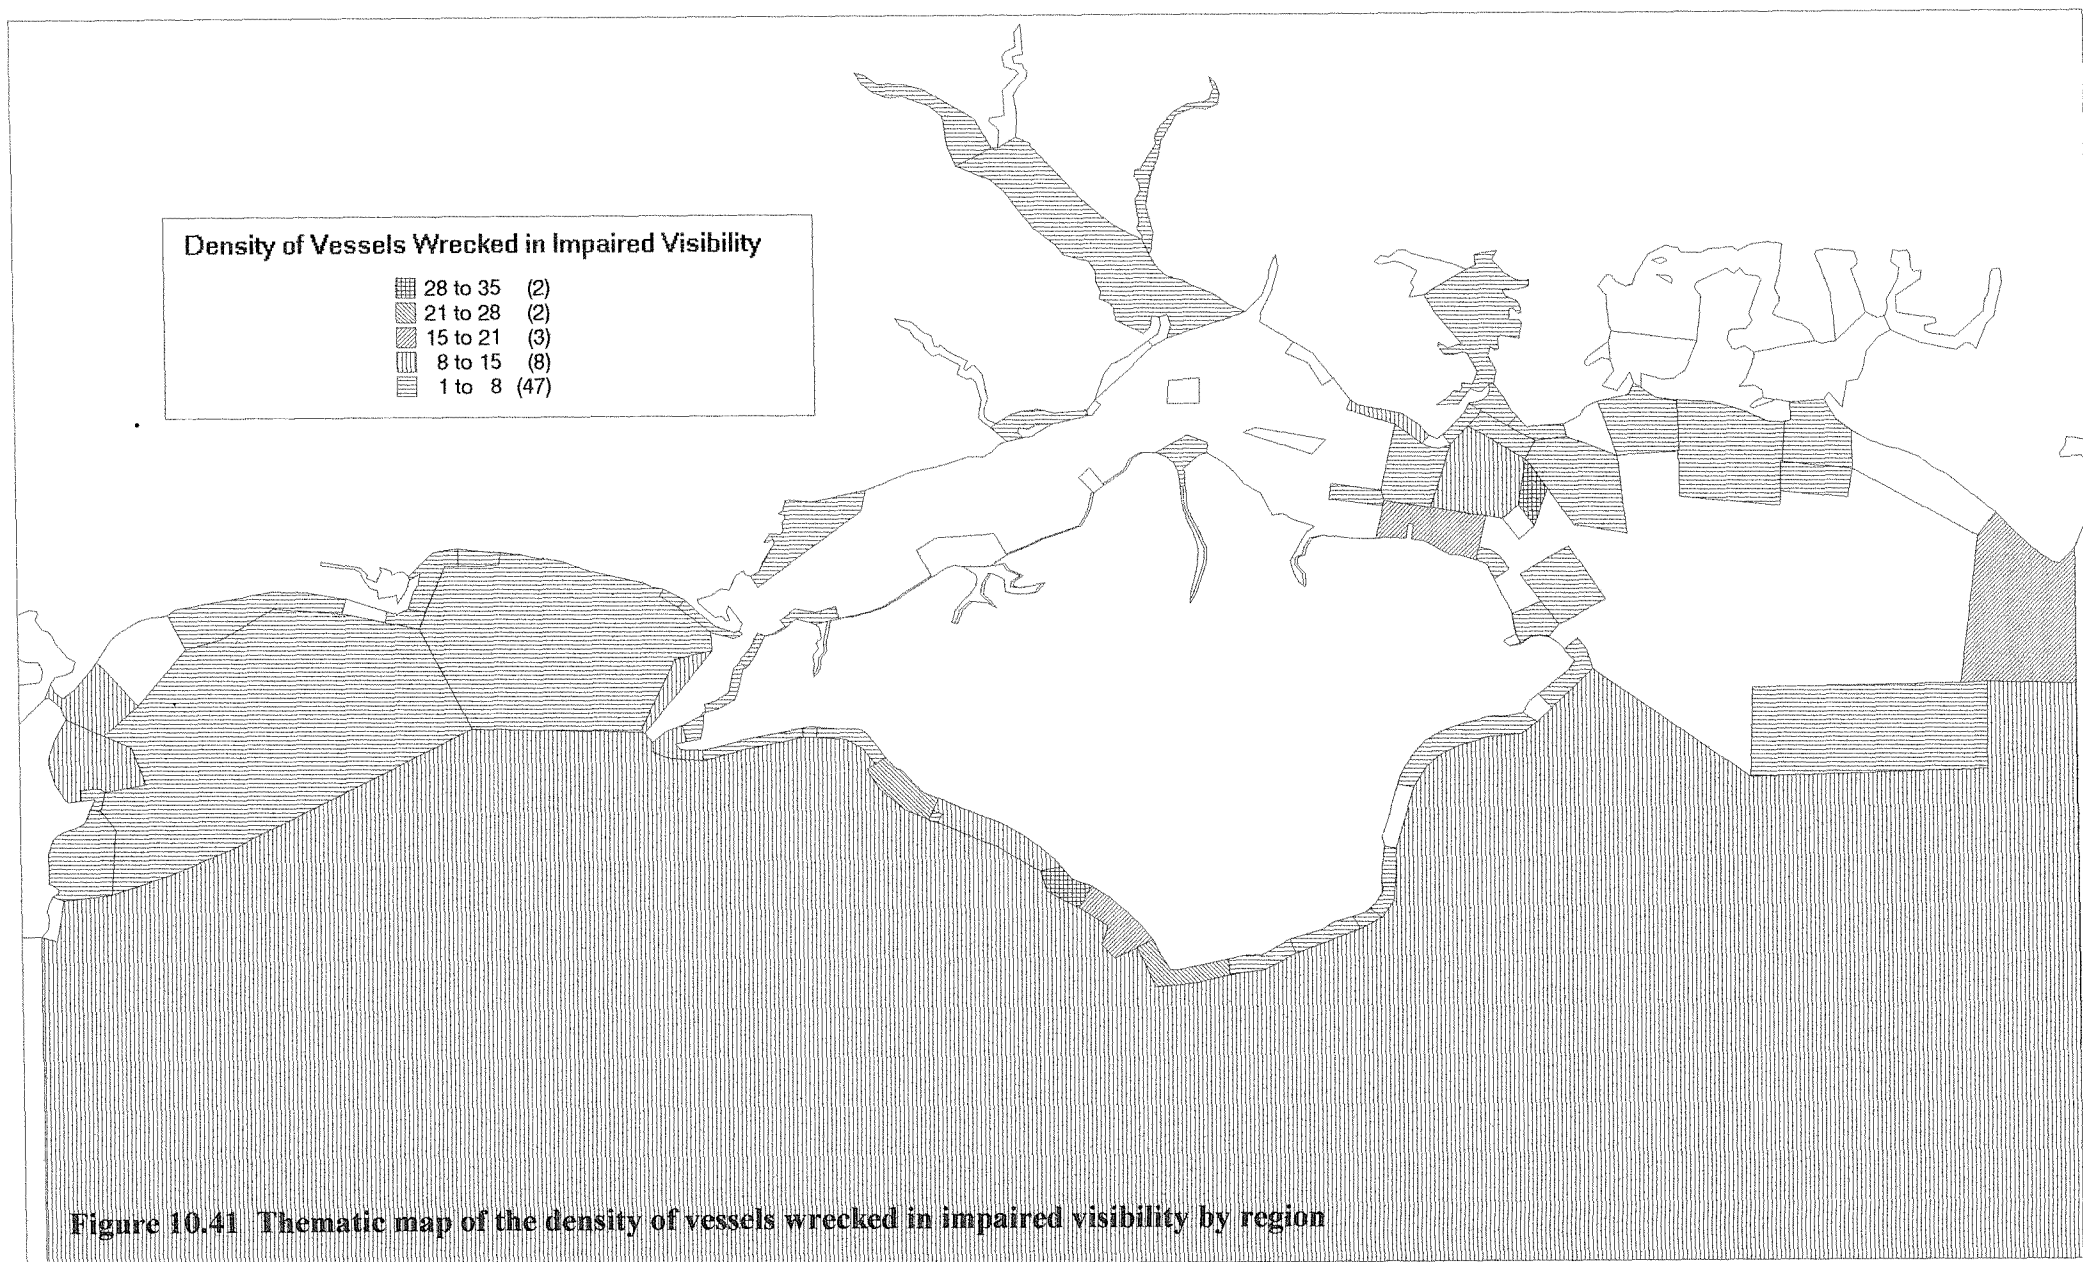 Density of Vessels Wrecked in Impaired Visibility
28 to 35 (2)
21 to 28 (2)
15 to 21 (3)
8 to 15 (8)
1 to 8 (47)
Figure 10.41 Thematic map of the density of vessels wrecked in impaired visibility by region